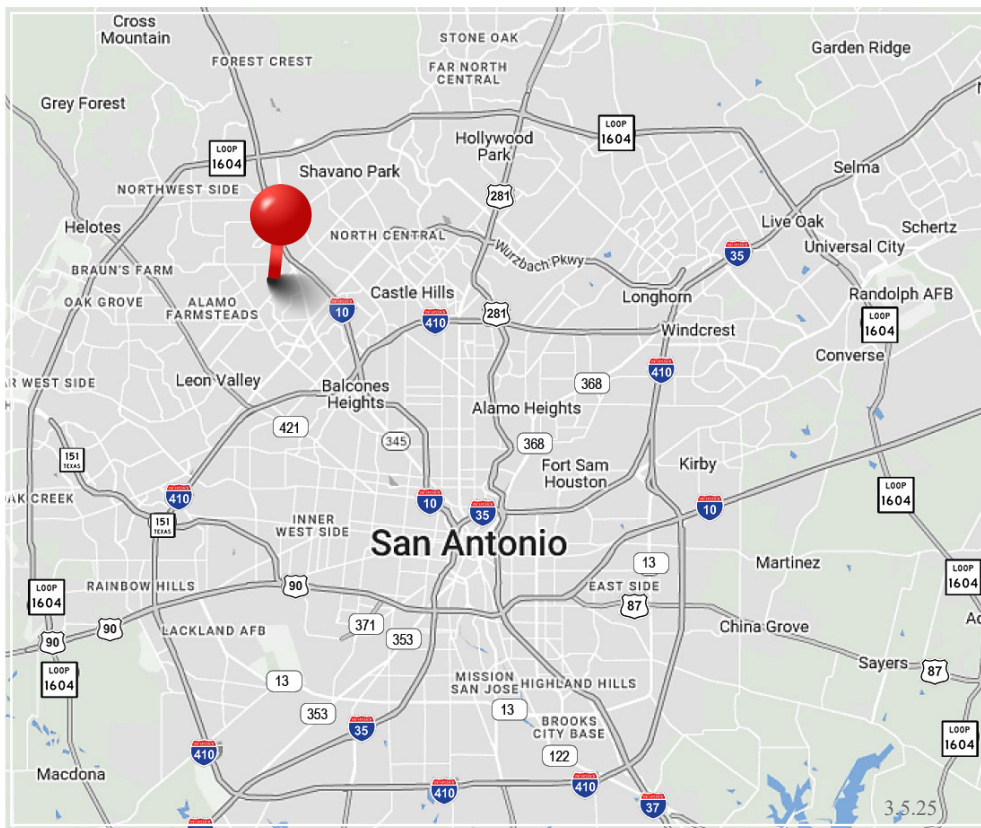 Cross
Mountain
STONE OAK
Garden Ridge
FOREST CREST
FAR NORTH
CENTRAL
Grey Forest
LOOP
1604
Hollywood
Park
LOOP
1604
Shavano Park
Selma
NORTHWEST SIDE
281
Helotes
NORTH CENTRAL
Live Oak
Schertz
Wurzbach Pkwy
35
Universal City
BRAUN'S FARM
OAK GROVE
ALAMO
FARMSTEADS
Castle Hills
Longhorn
Randolph AFB
10
410
281
Windcrest
LOOP
1604
Converse
AR WEST SIDE
Leon Valley
Balcones
Heights
368
410
Alamo Heights
421
345
368
151
TEXAS
Fort Sam
Houston
Kirby
OAK CREEK
410
10
35
10
LOOP
1604
151
TEXAS
INNER
WEST SIDE
San Antonio
13
Martinez
LOOP
1604
RAINBOW HILLS
90
EAST SIDE
87
LOOP
1604
90
90
LACKLAND AFB
371
353
China Grove
Sayers
87
LOOP
1604
13
MISSION
SAN JOSE
HIGHLAND HILLS
353
13
35
BROOKS
CITY BASE
LOOP
1604
410
122
Macdona
410
410
37
3.5.25